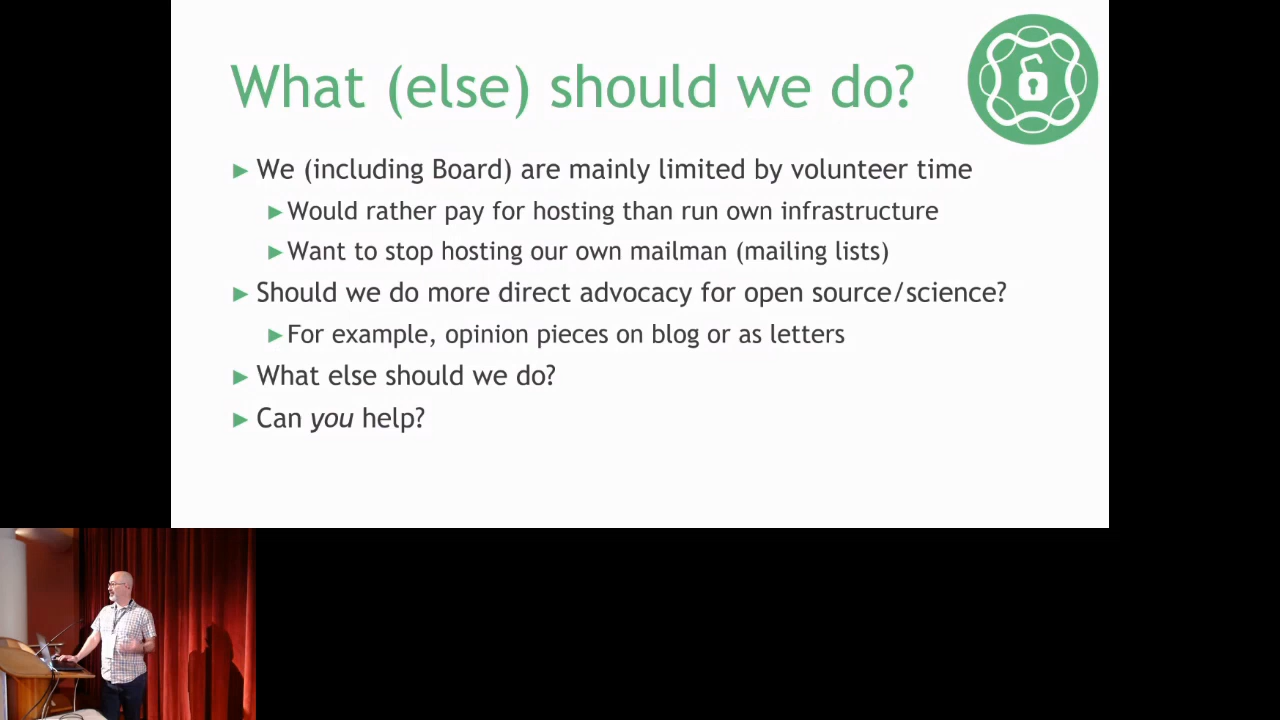 What (else) should we do?
We (including Board) are mainly limited by volunteer time
Would rather pay for hosting than run own infrastructure
Want to stop hosting our own mailman (mailing lists)
Should we do more direct advocacy for open source/science?
For example, opinion pieces on blog or as letters
What else should we do?
Can you help?